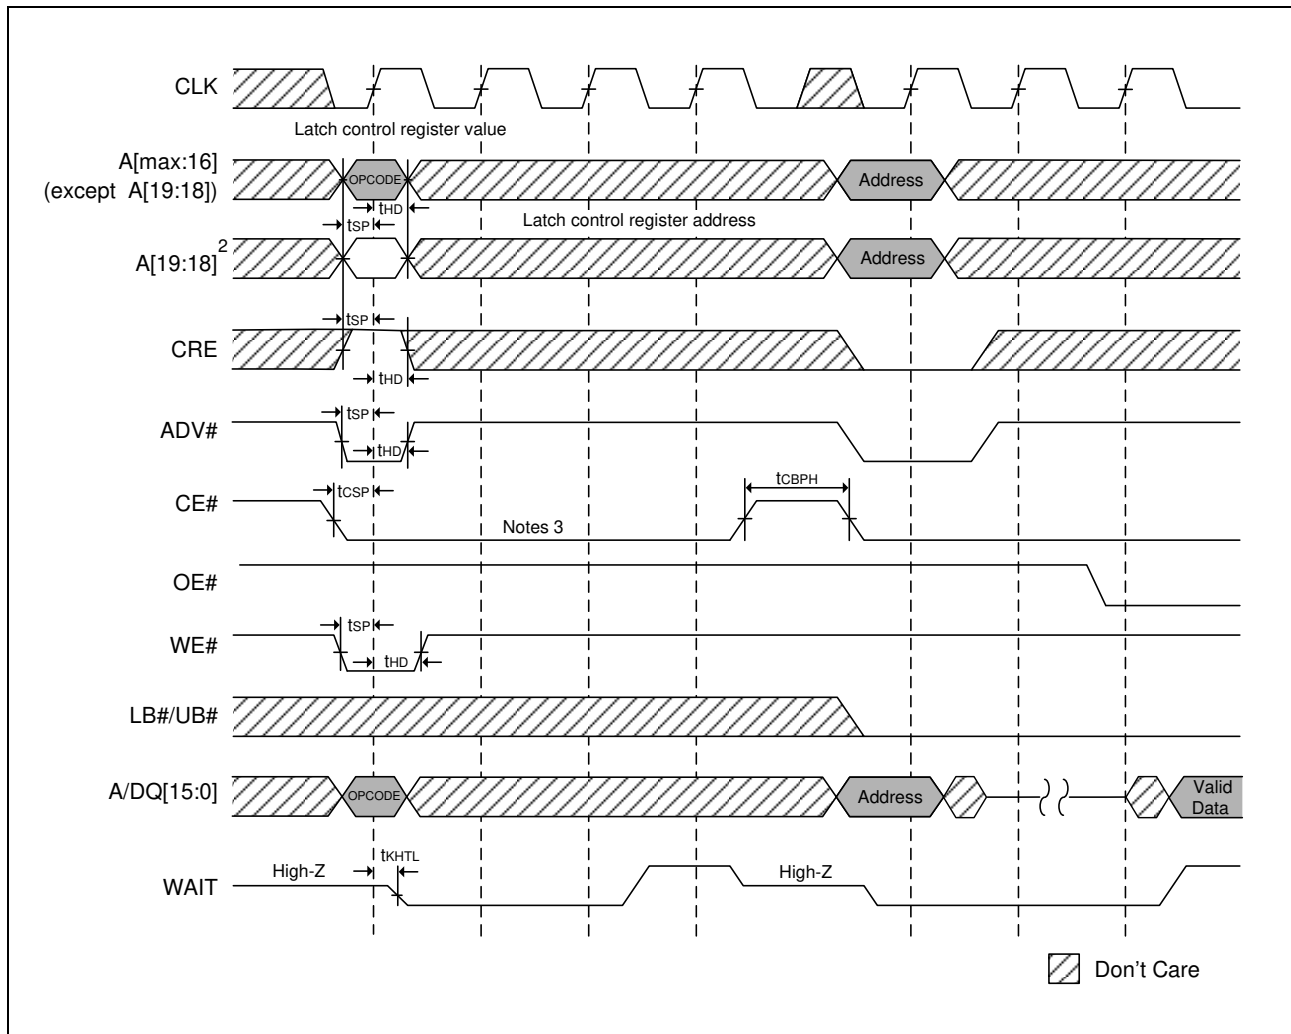 CLK
Latch control register value
A[max:16]
(except A[19:18])
OPCODE
Address
tHD
tSP
Latch control register address
A[19:18]2
Address
tSP
CRE
tHD
tSP
ADV#
tHD
tCSP
tCBPH
CE#
Notes 3
OE#
tSP
WE#
tHD
LB#/UB#
A/DQ[15:0]
OPCODE
Address
Valid
Data
tKHTL
High-Z
High-Z
WAIT
Don't Care